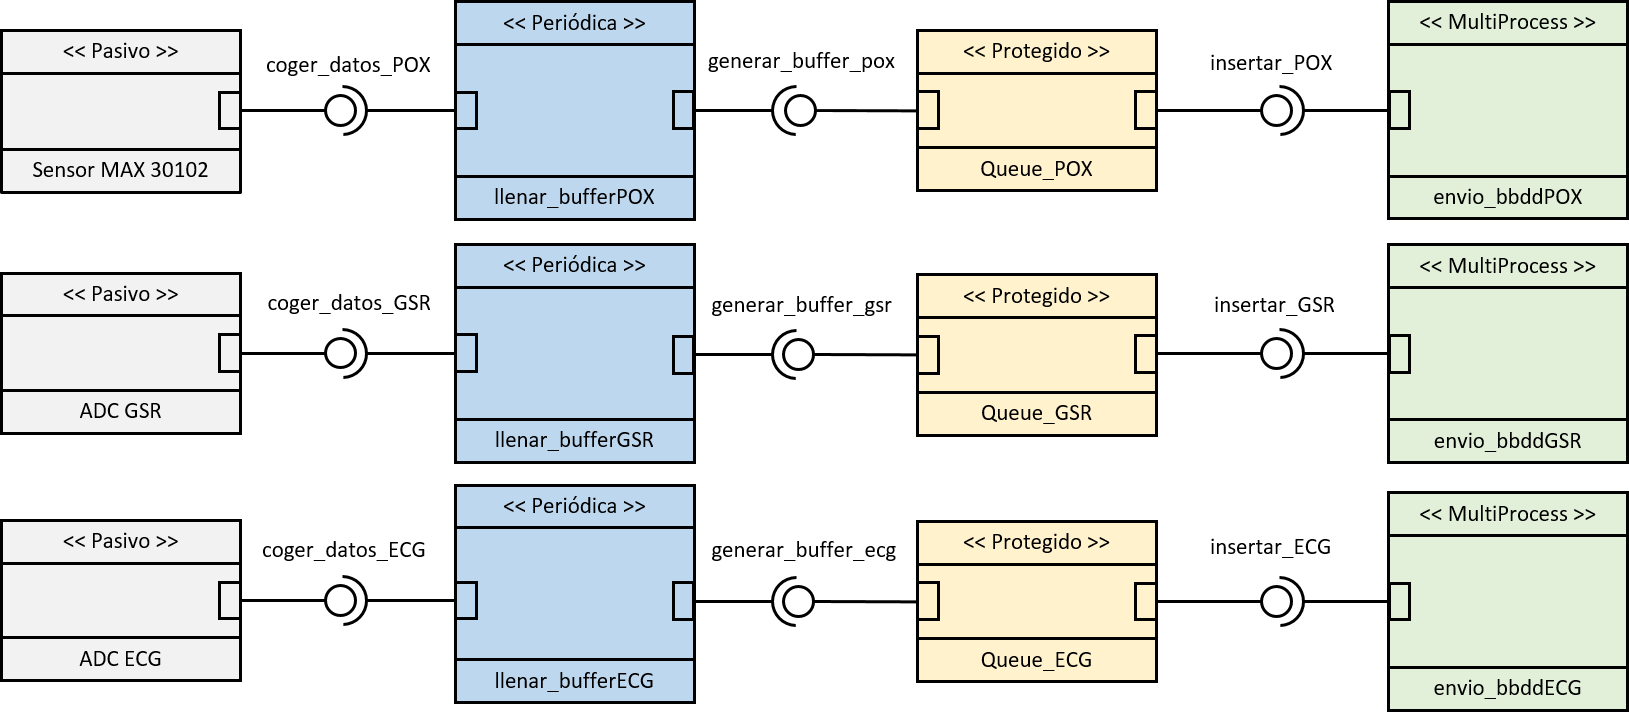 << Pasivo >>
Sensor MAX 30102
coger_datos_POX
<< Periódica >>
llenar_bufferPOX
generar_buffer_pox
<< Protegido >>
Queue_POX
insertar_POX
<< MultiProcess >>
envio_bbddPOX
<< Pasivo >>
ADC GSR
coger_datos_GSR
<< Periódica >>
llenar_bufferGSR
generar_buffer_gsr
<< Protegido >>
Queue_GSR
insertar_GSR
<< MultiProcess >>
envio_bbddGSR
<< Pasivo >>
ADC ECG
coger_datos_ECG
<< Periódica >>
llenar_bufferECG
generar_buffer_ecg
<< Protegido >>
Queue_ECG
insertar_ECG
<< MultiProcess >>
envio_bbddECG